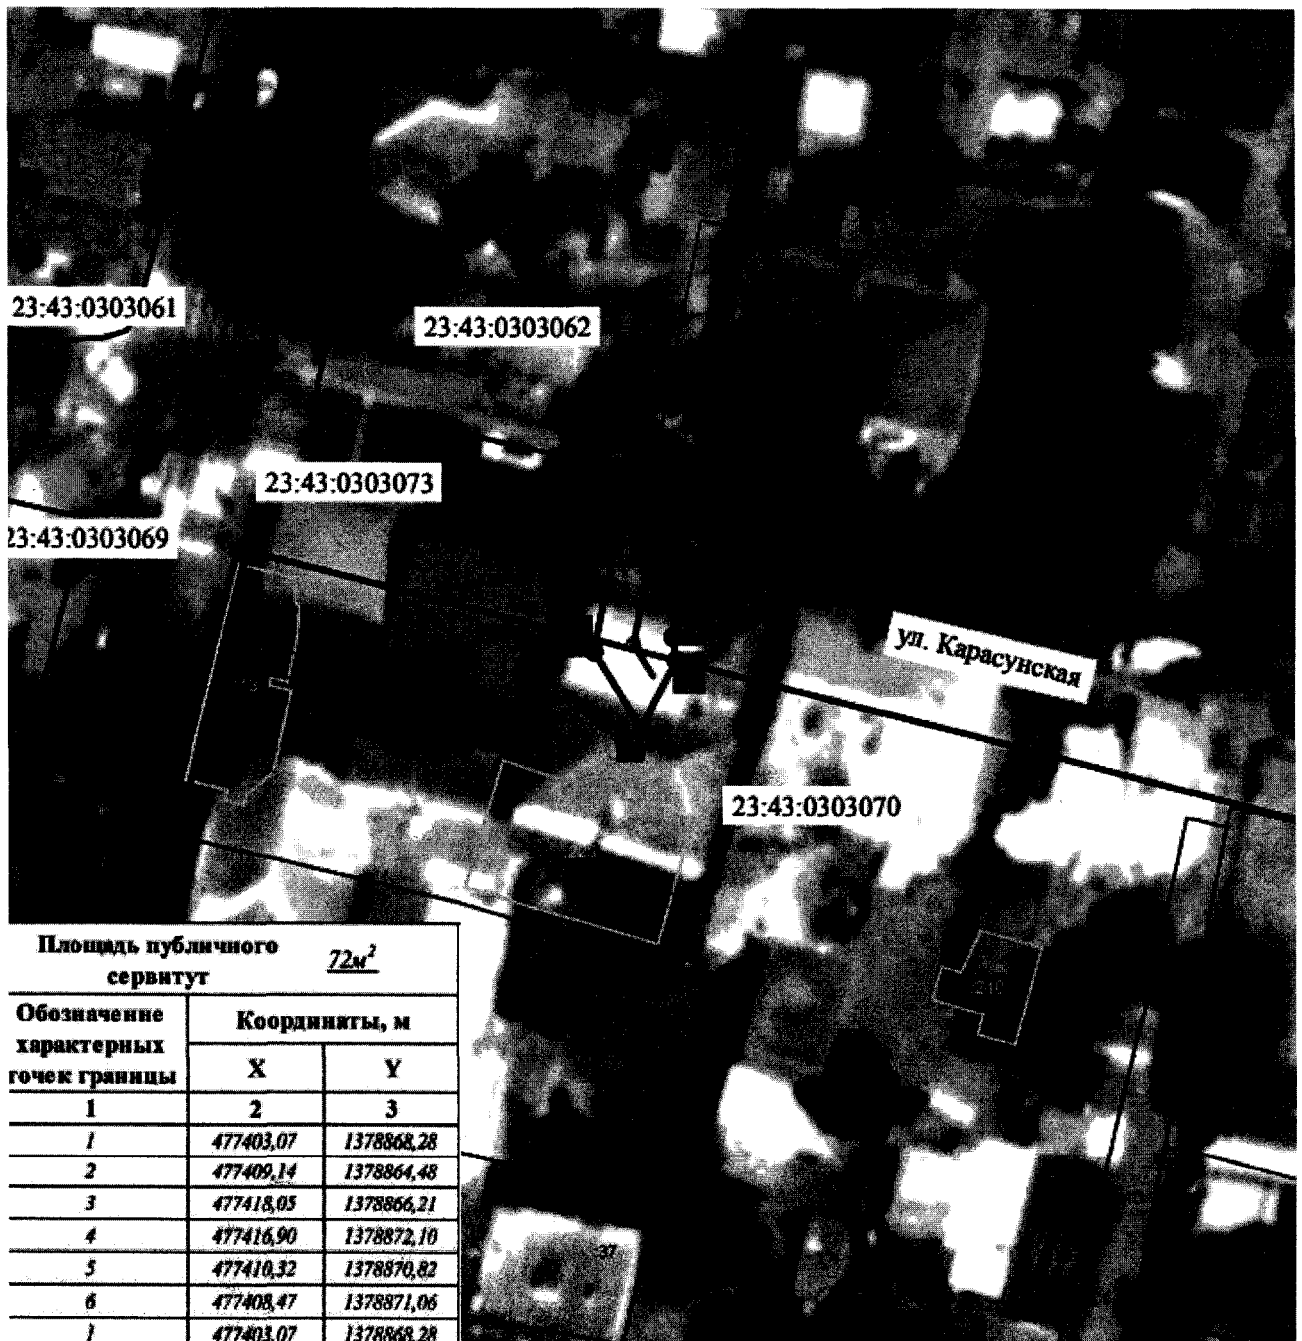 23:43:0303061
23:43:0303062
23:43:0303073
23:43:0303069
ул. Карасунская
23:43:0303070
210
37
Площадь публичного сервитут 72м²
Обозначение характерных точек границы
Координаты, м
X Y
1 2 3
1 477403,07 1378868,28
2 477409,14 1378864,48
3 477418,05 1378866,21
4 477416,90 1378872,10
5 477410,32 1378870,82
6 477408,47 1378871,06
1 477403,07 1378868,28